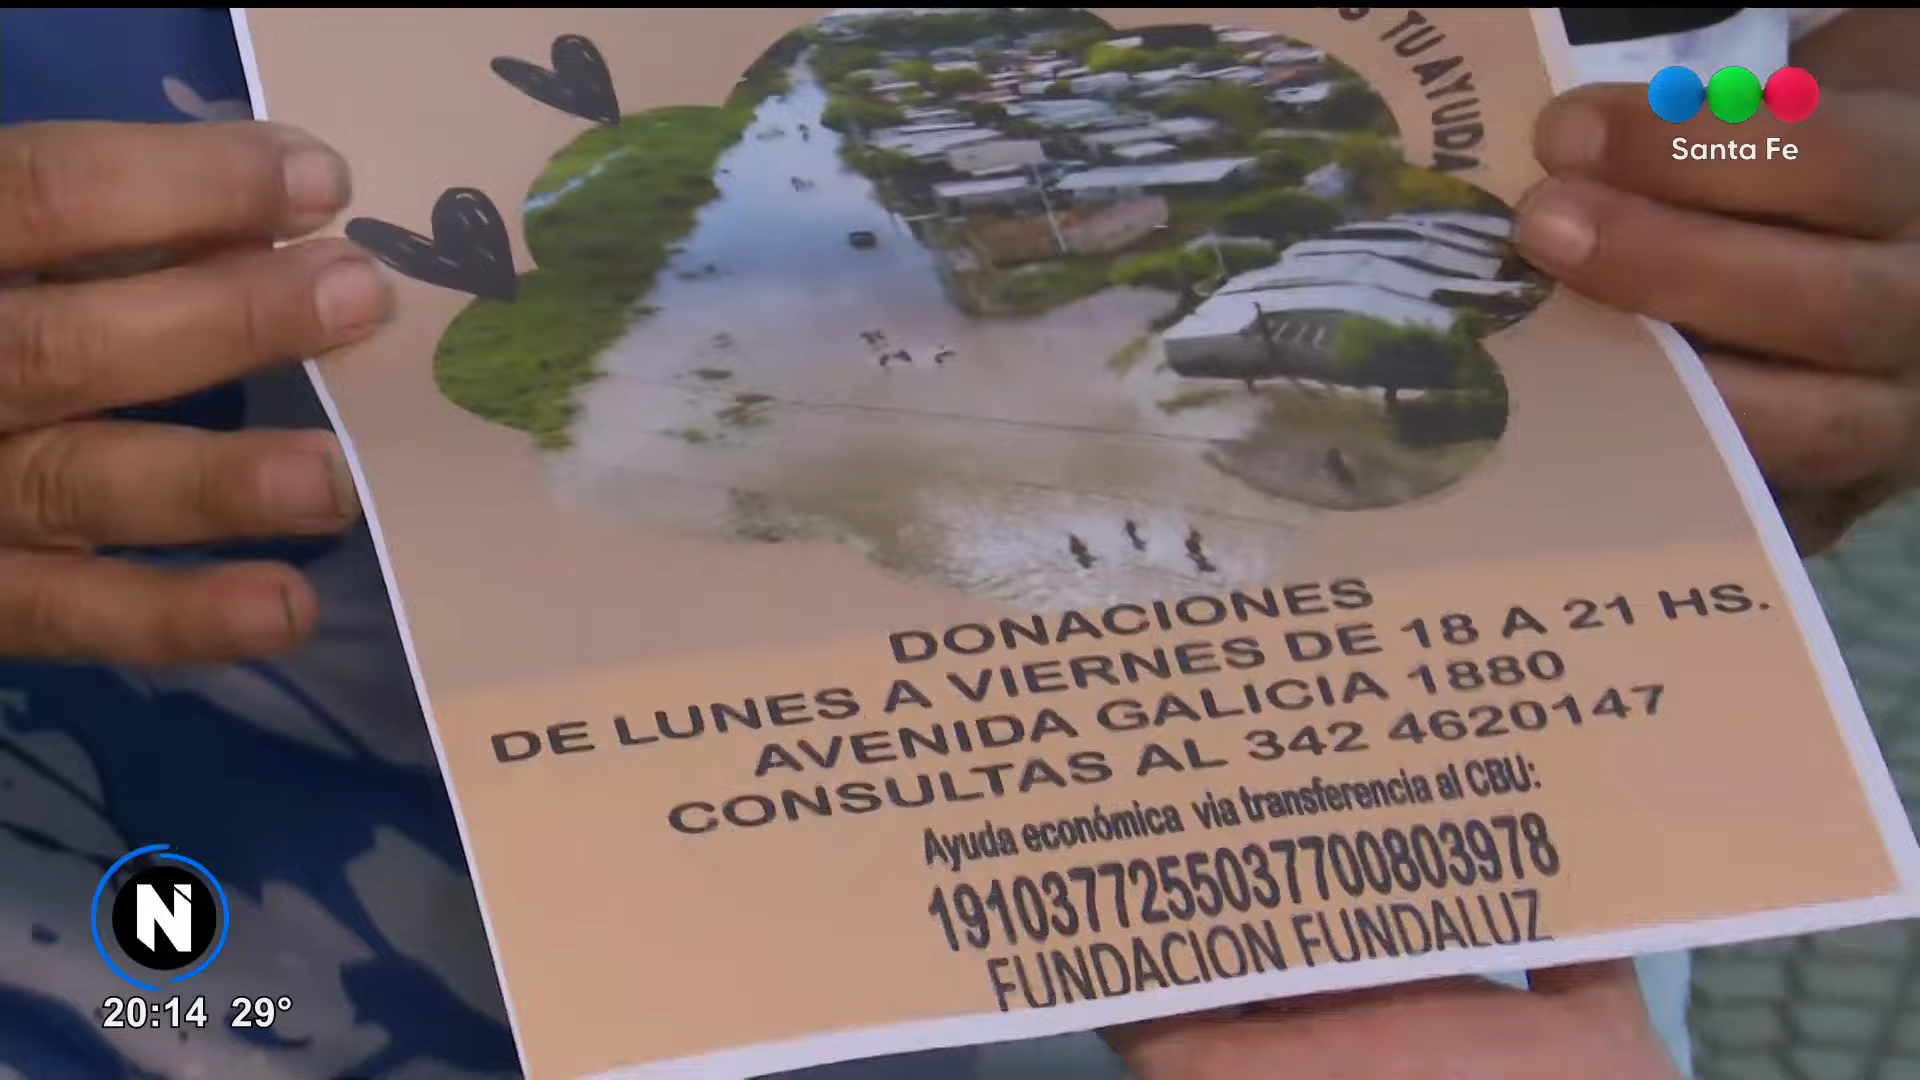 TU AYUDA
Santa Fe
DONACIONES
DE LUNES A VIERNES DE 18 A 21 HS.
AVENIDA GALICIA 1880
CONSULTAS AL 342 4620147
Ayuda económica via transferencia al CBU:
1910377255037700803978
FUNDACION FUNDALUZ
N
20:14 29°